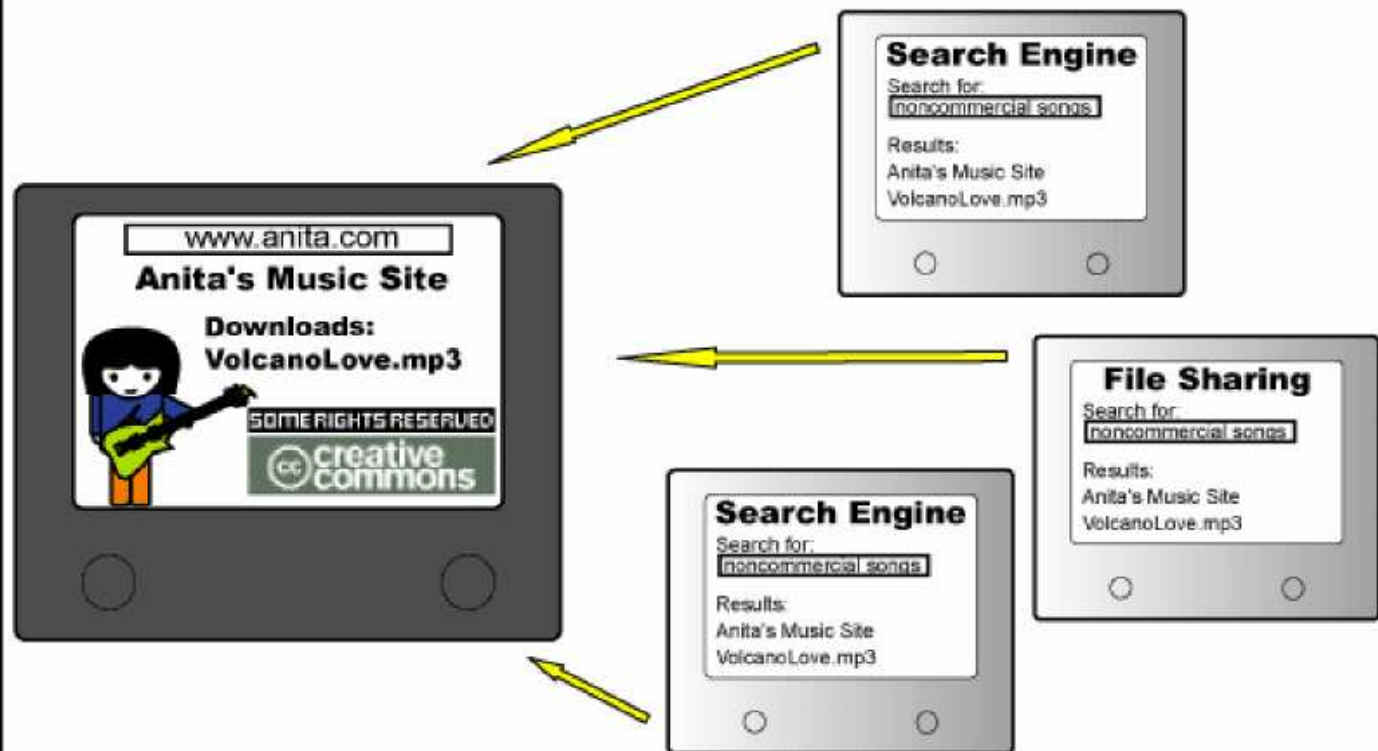 www.anita.com
Anita's Music Site
Downloads:
VolcanoLove.mp3
SOME RIGHTS RESERVED
cc creative
commons
Search Engine
Search for:
noncommercial songs
Results:
Anita's Music Site
VolcanoLove.mp3
File Sharing
Search for:
noncommercial songs
Results:
Anita's Music Site
VolcanoLove.mp3
Search Engine
Search for:
noncommercial songs
Results:
Anita's Music Site
VolcanoLove.mp3